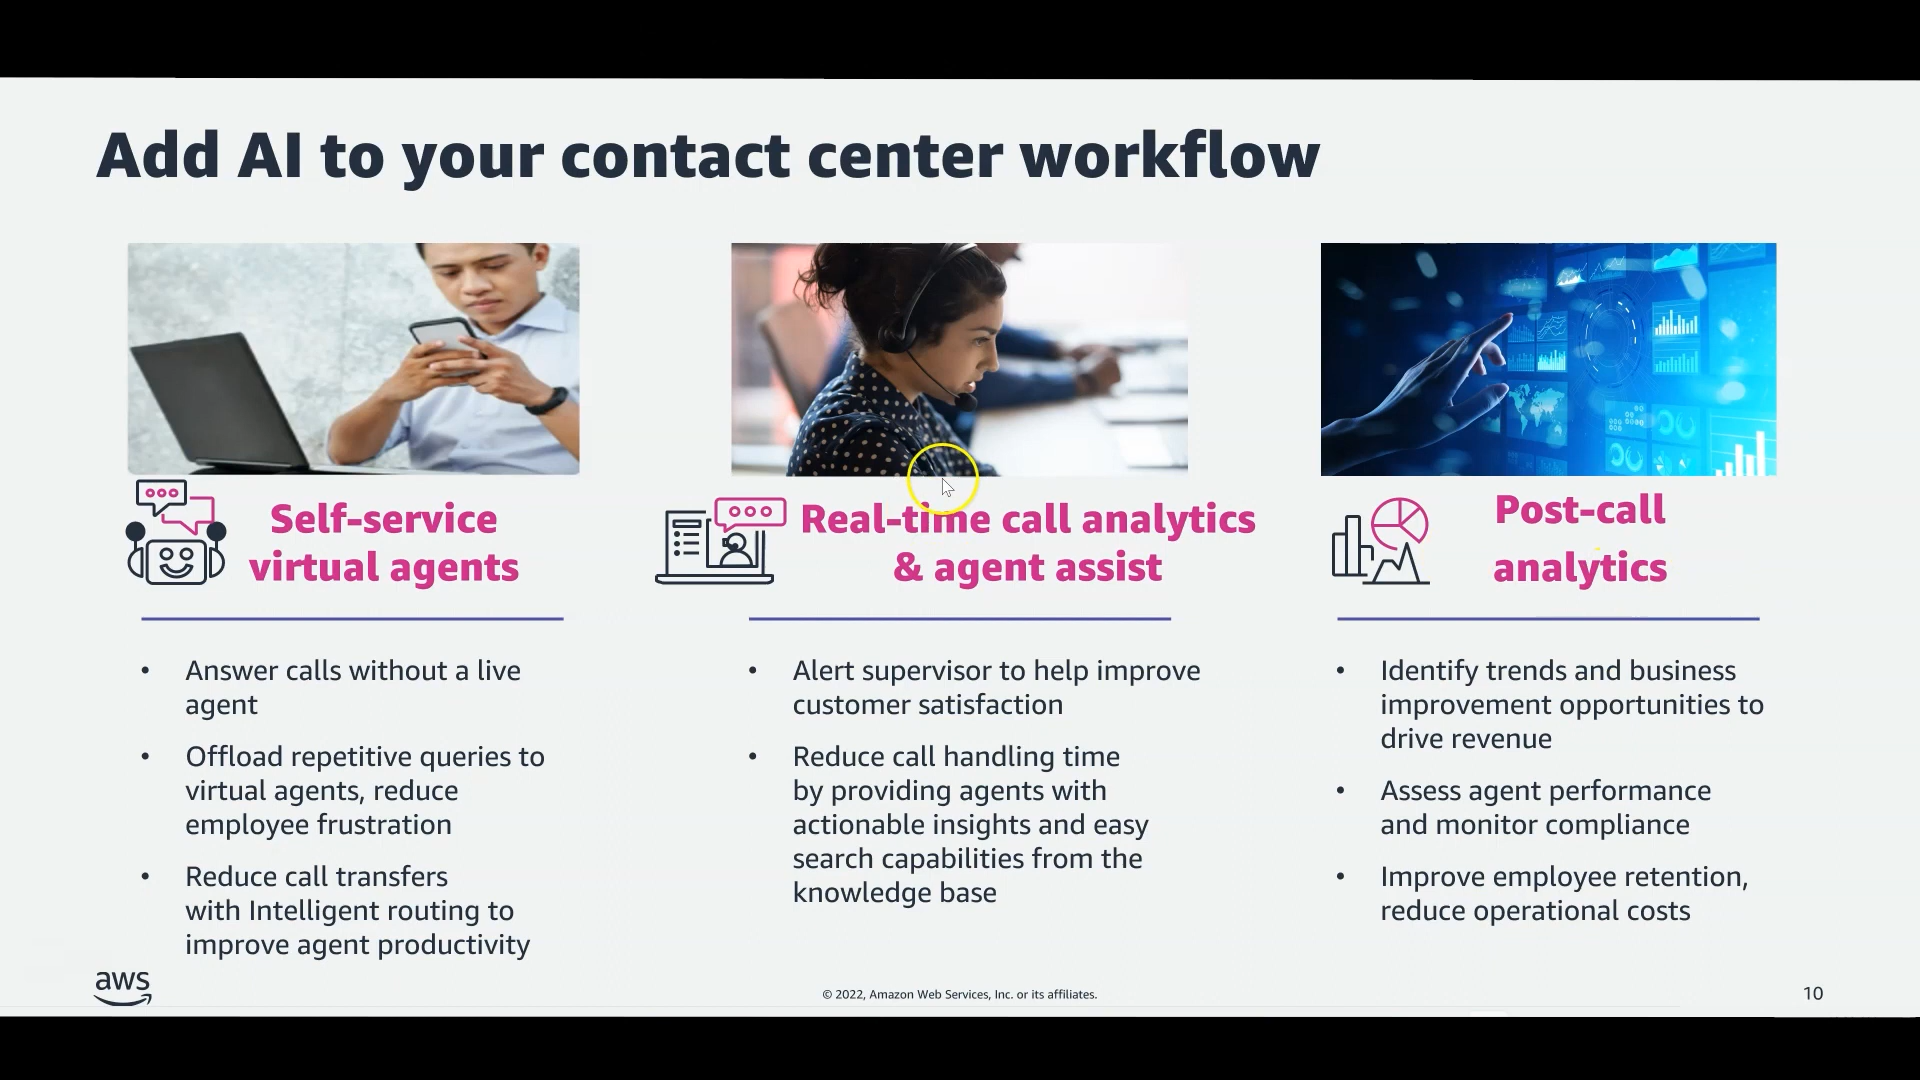 Add AI to your contact center workflow
Self-service
virtual agents
• Answer calls without a live
agent
• Offload repetitive queries to
virtual agents, reduce
employee frustration
• Reduce call transfers
with Intelligent routing to
improve agent productivity
Real-time call analytics
& agent assist
• Alert supervisor to help improve
customer satisfaction
• Reduce call handling time
by providing agents with
actionable insights and easy
search capabilities from the
knowledge base
Post-call
analytics
• Identify trends and business
improvement opportunities to
drive revenue
• Assess agent performance
and monitor compliance
• Improve employee retention,
reduce operational costs
aws
© 2022, Amazon Web Services, Inc. or its affiliates.
10